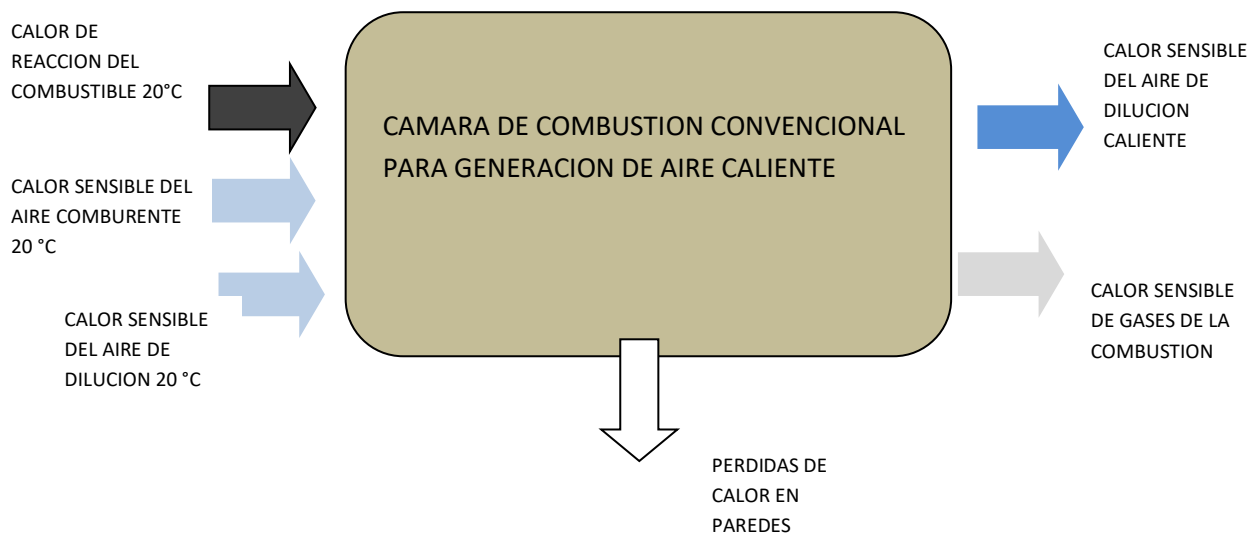 CALOR DE
REACCION DEL
COMBUSTIBLE 20°C
CALOR SENSIBLE DEL
AIRE COMBURENTE
20 °C
CALOR SENSIBLE
DEL AIRE DE
DILUCION 20 °C
CAMARA DE COMBUSTION CONVENCIONAL
PARA GENERACION DE AIRE CALIENTE
CALOR SENSIBLE
DEL AIRE DE
DILUCION
CALIENTE
CALOR SENSIBLE
DE GASES DE LA
COMBUSTION
PERDIDAS DE
CALOR EN
PAREDES